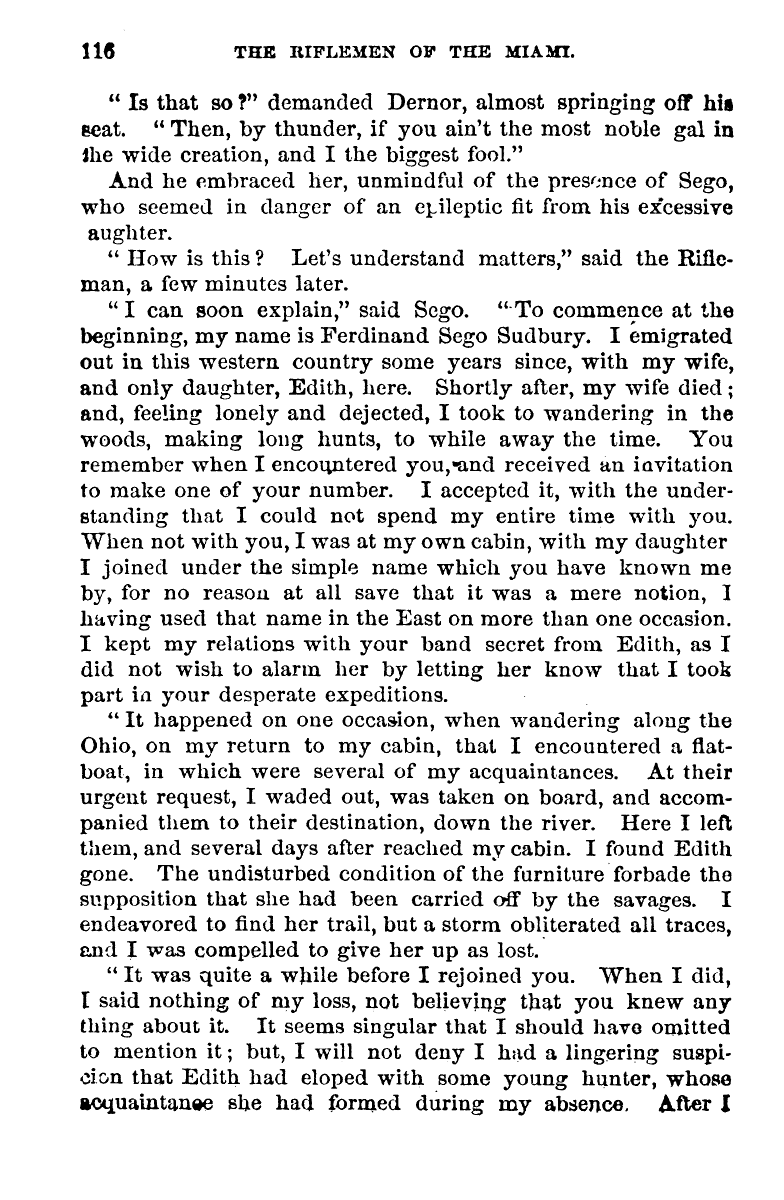 116 THE RIFLEMEN OF THE MIAMI.
“ Is that so?” demanded Dernor, almost springing off his
seat. “ Then, by thunder, if you ain't the most noble gal in
the wide creation, and I the biggest fool.”
And he embraced her, unmindful of the presence of Sego,
who seemed in danger of an epileptic fit from his excessive
aughter.
“ How is this? Let's understand matters,” said the Rifle-
man, a few minutes later.
“ I can soon explain,” said Sego. “ To commence at the
beginning, my name is Ferdinand Sego Sudbury. I emigrated
out in this western country some years since, with my wife,
and only daughter, Edith, here. Shortly after, my wife died;
and, feeling lonely and dejected, I took to wandering in the
woods, making long hunts, to while away the time. You
remember when I encountered you, and received an invitation
to make one of your number. I accepted it, with the under-
standing that I could not spend my entire time with you.
When not with you, I was at my own cabin, with my daughter
I joined under the simple name which you have known me
by, for no reason at all save that it was a mere notion, I
having used that name in the East on more than one occasion.
I kept my relations with your band secret from Edith, as I
did not wish to alarm her by letting her know that I took
part in your desperate expeditions.
“ It happened on one occasion, when wandering along the
Ohio, on my return to my cabin, that I encountered a flat-
boat, in which were several of my acquaintances. At their
urgent request, I waded out, was taken on board, and accom-
panied them to their destination, down the river. Here I left
them, and several days after reached my cabin. I found Edith
gone. The undisturbed condition of the furniture forbade the
supposition that she had been carried off by the savages. I
endeavored to find her trail, but a storm obliterated all traces,
and I was compelled to give her up as lost.
“ It was quite a while before I rejoined you. When I did,
I said nothing of my loss, not believing that you knew any
thing about it. It seems singular that I should have omitted
to mention it; but, I will not deny I had a lingering suspi-
cion that Edith had eloped with some young hunter, whose
acquaintance she had formed during my absence. After I